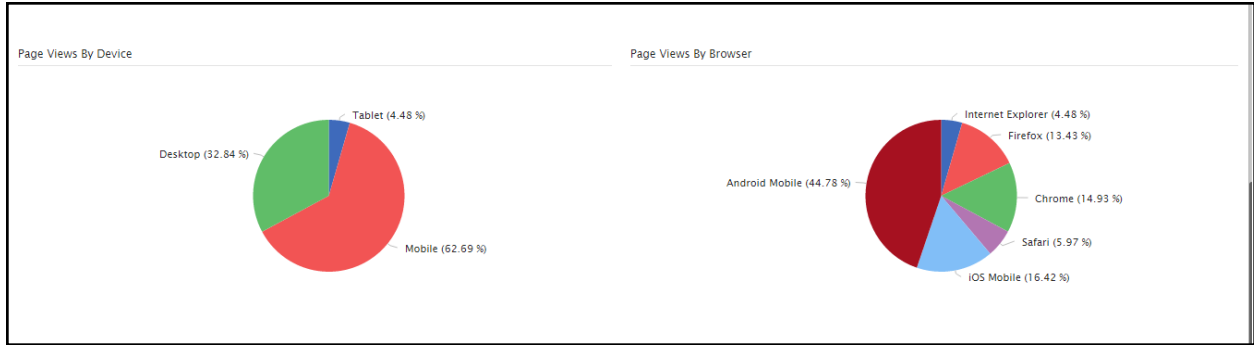 Page Views By Device
Tablet (4.48 %)
Desktop (32.84 %)
Mobile (62.69 %)
Page Views By Browser
Internet Explorer (4.48 %)
Firefox (13.43 %)
Android Mobile (44.78 %)
Chrome (14.93 %)
Safari (5.97 %)
iOS Mobile (16.42 %)